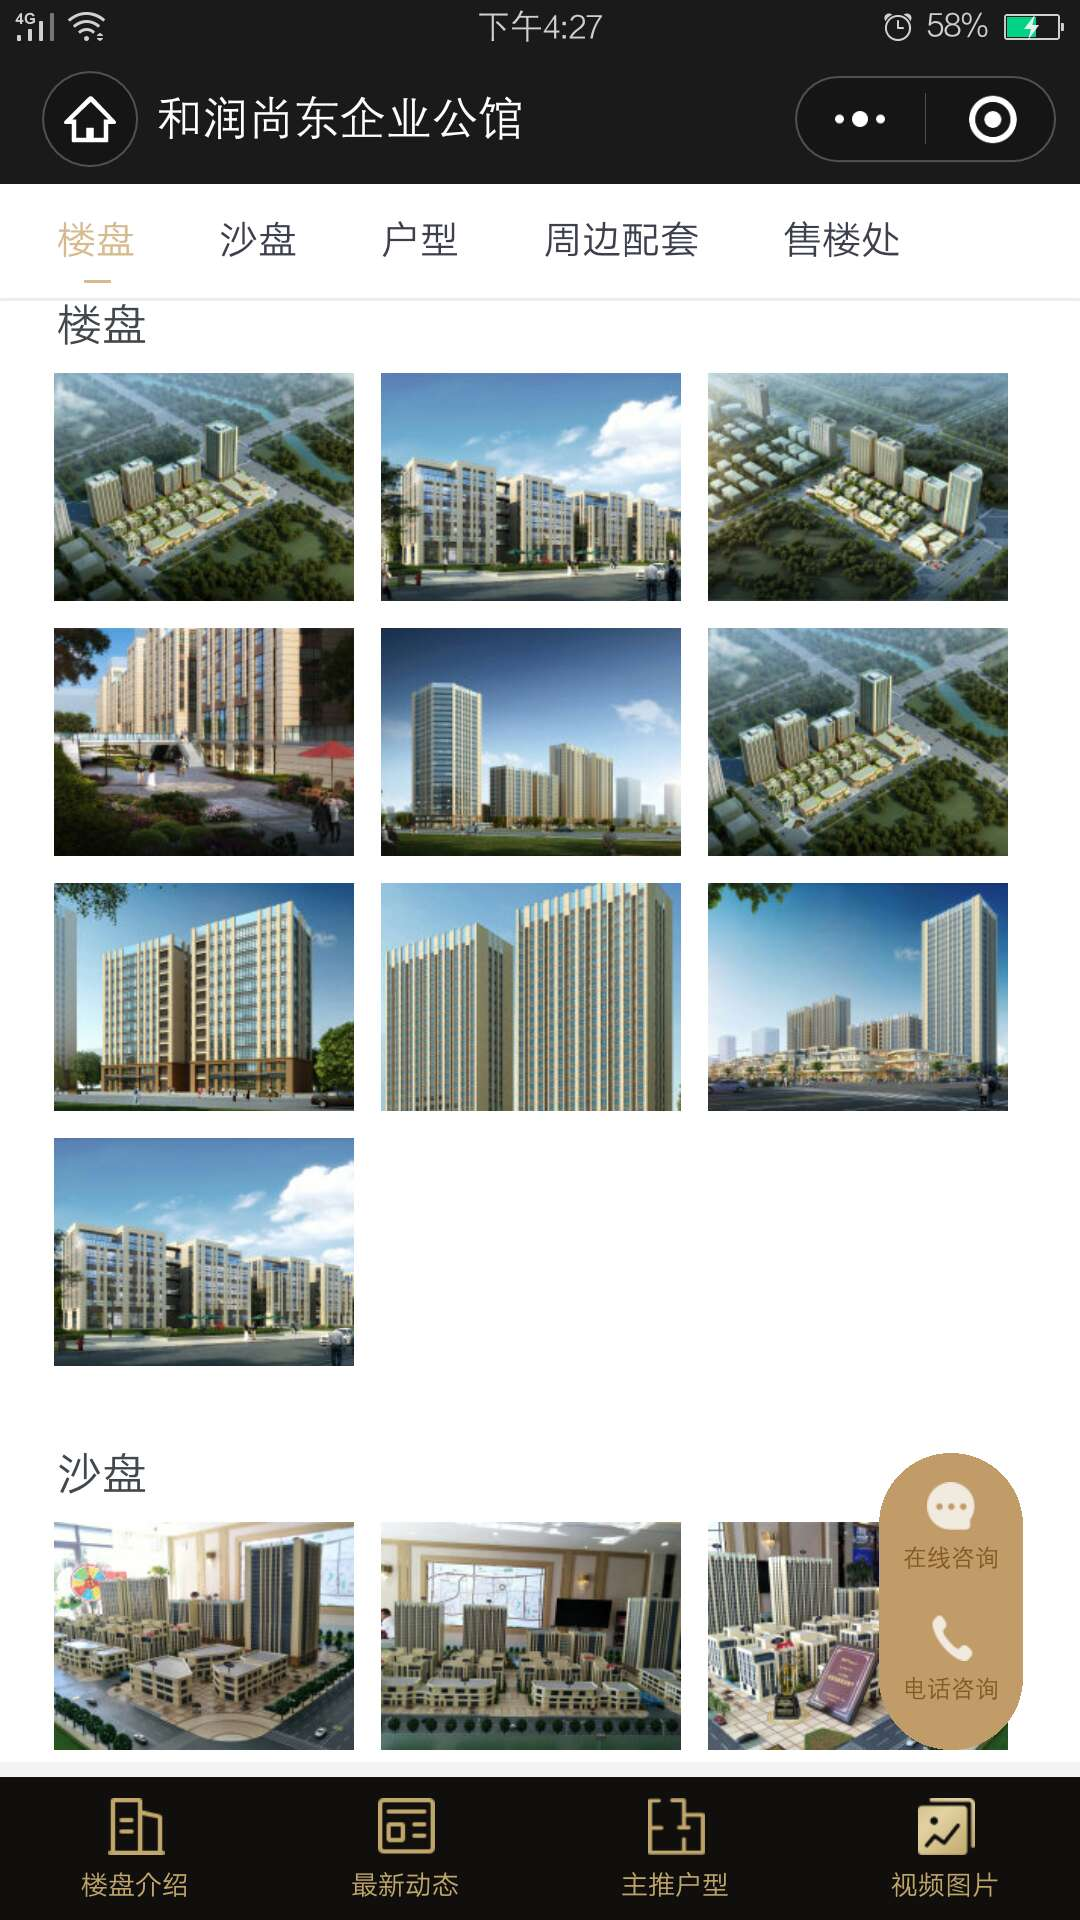 4G 下午4:27 58%
和润尚东企业公馆
楼盘 沙盘 户型 周边配套 售楼处
楼盘
沙盘
在线咨询
电话咨询
楼盘介绍 最新动态 主推户型 视频图片